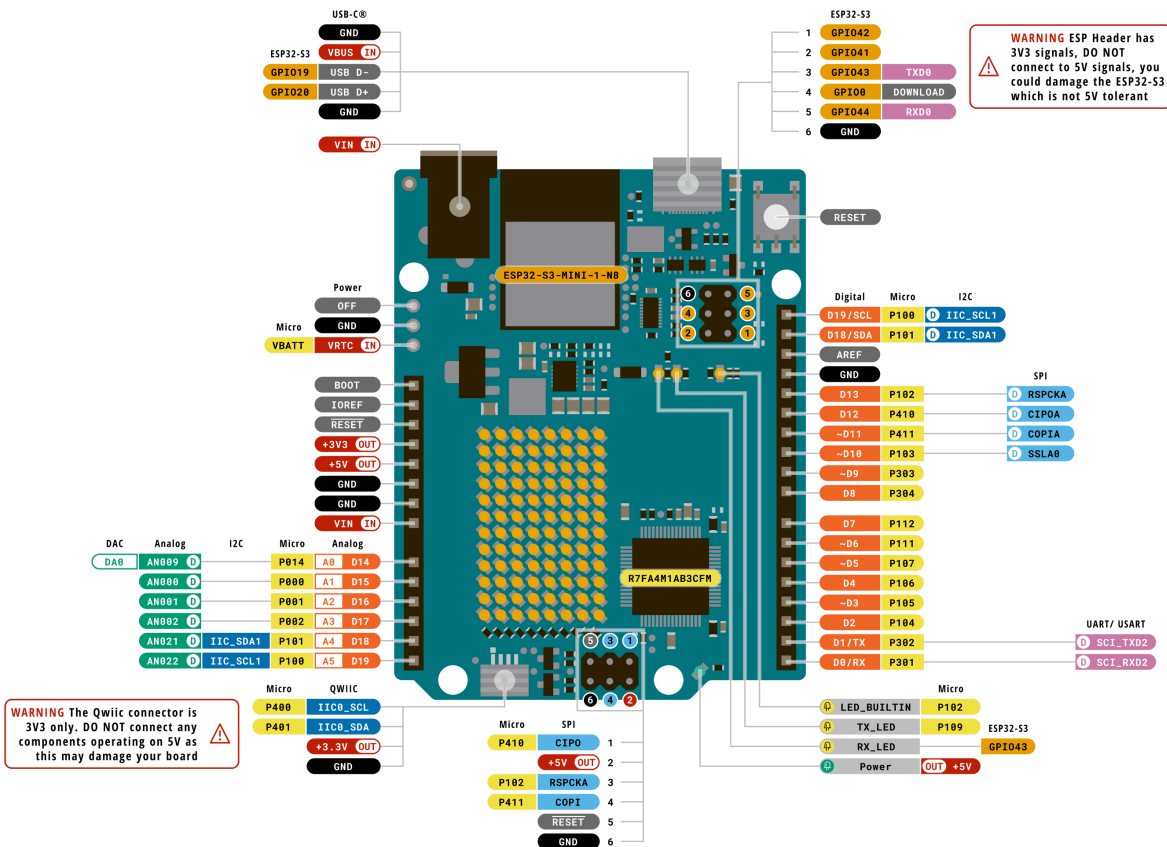 USB-C®
GND
VBUS IN
ESP32-S3
GPIO19 USB D-
GPIO20 USB D+
GND
VIN IN
ESP32-S3
1 GPIO42
2 GPIO41
3 GPIO43 TXD0
4 GPIO0 DOWNLOAD
5 GPIO44 RXD0
6 GND
WARNING ESP Header has
3V3 signals, DO NOT
connect to 5V signals, you
could damage the ESP32-S3
which is not 5V tolerant
RESET
ESP32-S3-MINI-1-N8
6 5
4 3
2 1
Power
OFF
Micro GND
VBATT VRTC IN
BOOT
IOREF
RESET
+3V3 OUT
+5V OUT
GND
GND
VIN IN
DAC Analog I2C Micro Analog
DA0 AN009 D P014 A0 D14
AN000 D P000 A1 D15
AN001 D P001 A2 D16
AN002 D P002 A3 D17
AN021 D IIC_SDA1 P101 A4 D18
AN022 D IIC_SCL1 P100 A5 D19
Digital Micro I2C
D19/SCL P100 D IIC_SCL1
D18/SDA P101 D IIC_SDA1
AREF
GND
SPI
D13 P102 D RSPCKA
D12 P410 D CIPOA
~D11 P411 D COPIA
~D10 P103 D SSLA0
~D9 P303
D8 P304
D7 P112
~D6 P111
~D5 P107
D4 P106
~D3 P105
D2 P104
UART/ USART
D1/TX P302 D SCI_TXD2
D0/RX P301 D SCI_RXD2
R7FA4M1AB3CFM
5 3 1
6 4 2
Micro QWIIC
P400 IIC0_SCL
P401 IIC0_SDA
+3.3V OUT
GND
WARNING The Qwiic connector is
3V3 only. DO NOT connect any
components operating on 5V as
this may damage your board
Micro SPI
P410 CIPO 1
+5V OUT 2
P102 RSPCKA 3
P411 COPI 4
RESET 5
GND 6
Micro
LED_BUILTIN P102
TX_LED P109
ESP32-S3
RX_LED GPIO43
Power OUT +5V